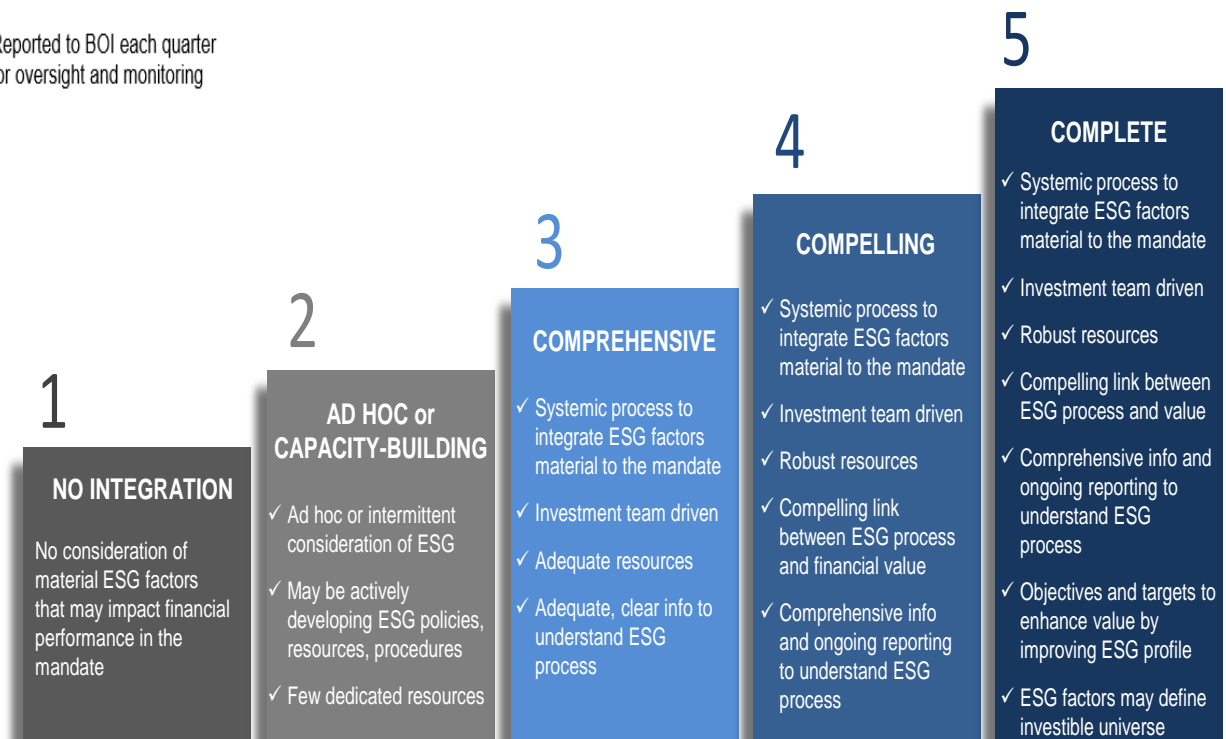 Reported to BOI each quarter
or oversight and monitoring
1
NO INTEGRATION
No consideration of
material ESG factors
that may impact financial
performance in the
mandate
2
AD HOC or
CAPACITY-BUILDING
✓ Ad hoc or intermittent
consideration of ESG
✓ May be actively
developing ESG policies,
resources, procedures
✓ Few dedicated resources
3
COMPREHENSIVE
✓ Systemic process to
integrate ESG factors
material to the mandate
✓ Investment team driven
✓ Adequate resources
✓ Adequate, clear info to
understand ESG
process
4
COMPELLING
✓ Systemic process to
integrate ESG factors
material to the mandate
✓ Investment team driven
✓ Robust resources
✓ Compelling link
between ESG process
and financial value
✓ Comprehensive info
and ongoing reporting
to understand ESG
process
5
COMPLETE
✓ Systemic process to
integrate ESG factors
material to the mandate
✓ Investment team driven
✓ Robust resources
✓ Compelling link between
ESG process and value
✓ Comprehensive info and
ongoing reporting to
understand ESG
process
✓ Objectives and targets to
enhance value by
improving ESG profile
✓ ESG factors may define
investible universe